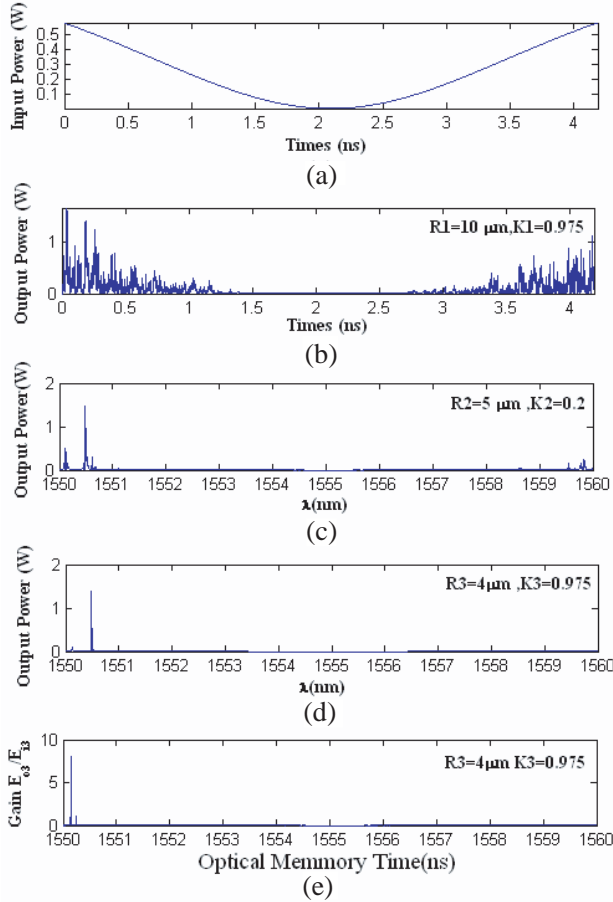 Input Power (W)
0.5
0.4
0.3
0.2
0.1
0 0.5 1 1.5 2 2.5 3 3.5 4
Times (ns)
(a)
Output Power (W)
R1=10 μm,K1=0.975
1
0
0 0.5 1 1.5 2 2.5 3 3.5 4
Times (ns)
(b)
Output Power(W)
R2=5 μm ,K2=0.2
2
1
0
1550 1551 1552 1553 1554 1555 1556 1557 1558 1559 1560
λ(nm)
(c)
Output Power (W)
R3=4μm ,K3=0.975
2
1
0
1550 1551 1552 1553 1554 1555 1556 1557 1558 1559 1560
λ(nm)
(d)
Gain Eo3/Ei3
R3=4μm K3=0.975
10
5
0
1550 1551 1552 1553 1554 1555 1556 1557 1558 1559 1560
Optical Memmory Time(ns)
(e)